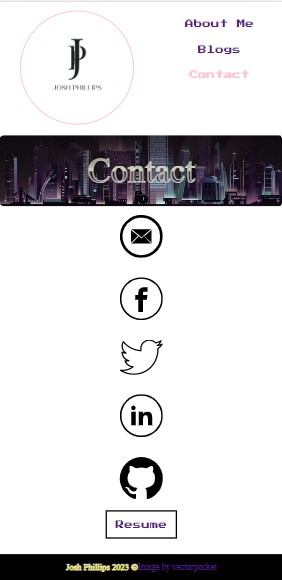 About Me
Blogs
Contact
JP
JOSH PHILLIPS
Contact
f
in
Resume
Josh Phillips 2023 ©Image by vectorpocket